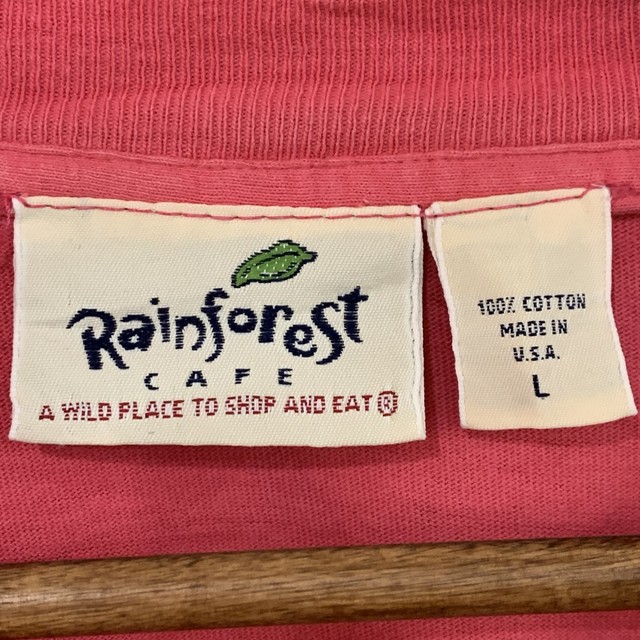 Rainforest
CAFE
A WILD PLACE TO SHOP AND EAT®
100% COTTON
MADE IN
U.S.A.
L